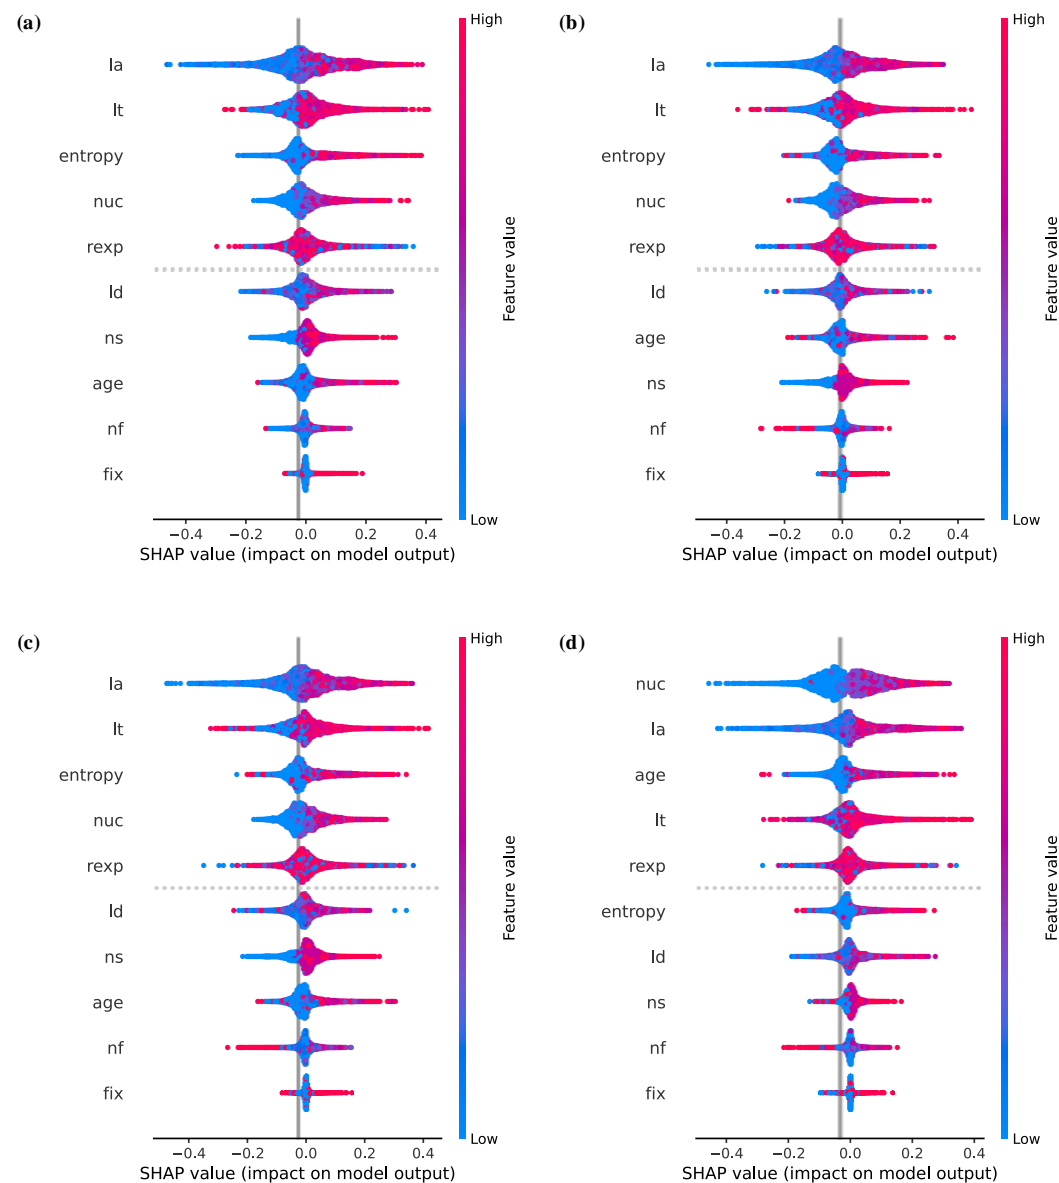 (a)
High
la
lt
entropy
nuc
rexp
ld
ns
age
nf
fix
Low
−0.4 −0.2 0.0 0.2 0.4
SHAP value (impact on model output)
Feature value
(b)
High
la
lt
entropy
nuc
rexp
ld
age
ns
nf
fix
Low
−0.4 −0.2 0.0 0.2 0.4
SHAP value (impact on model output)
Feature value
(c)
High
la
lt
entropy
nuc
rexp
ld
ns
age
nf
fix
Low
−0.4 −0.2 0.0 0.2 0.4
SHAP value (impact on model output)
Feature value
(d)
High
nuc
la
age
lt
rexp
entropy
ld
ns
nf
fix
Low
−0.4 −0.2 0.0 0.2 0.4
SHAP value (impact on model output)
Feature value